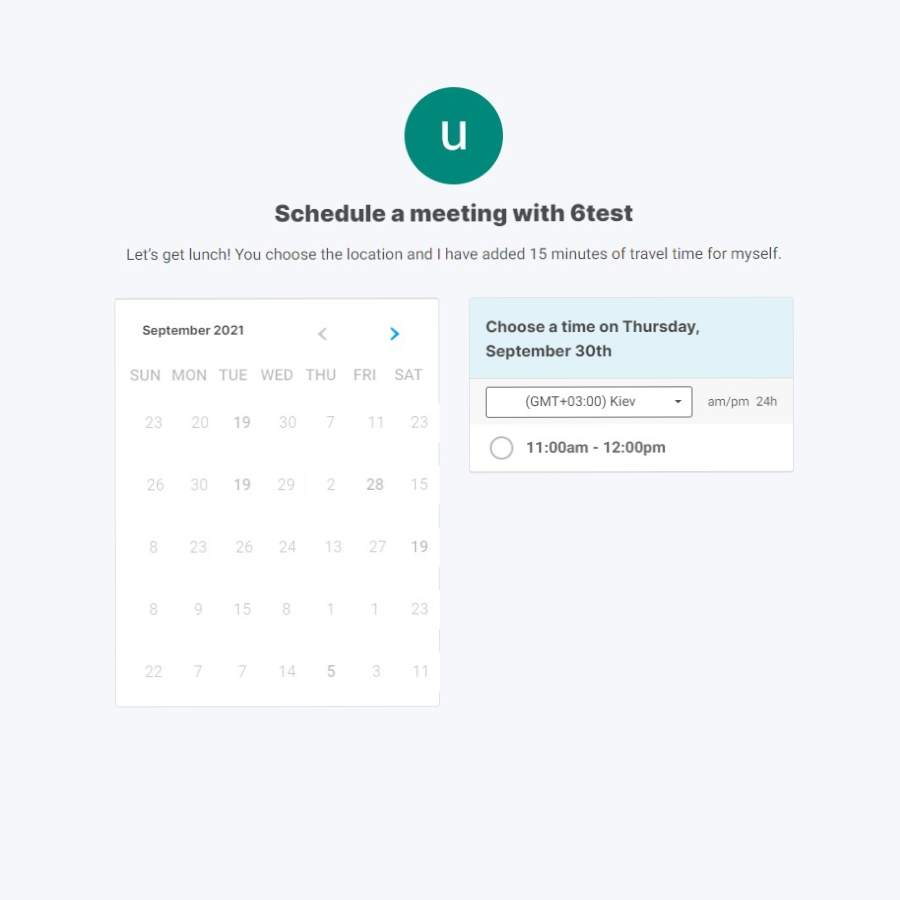 u
Schedule a meeting with 6test
Let's get lunch! You choose the location and I have added 15 minutes of travel time for myself.
September 2021
SUN MON TUE WED THU FRI SAT
23 20 19 30 7 11 23
26 30 19 29 2 28 15
8 23 26 24 13 27 19
8 9 15 8 1 1 23
22 7 7 14 5 3 11
Choose a time on Thursday,
September 30th
(GMT+03:00) Kiev am/pm 24h
11:00am - 12:00pm